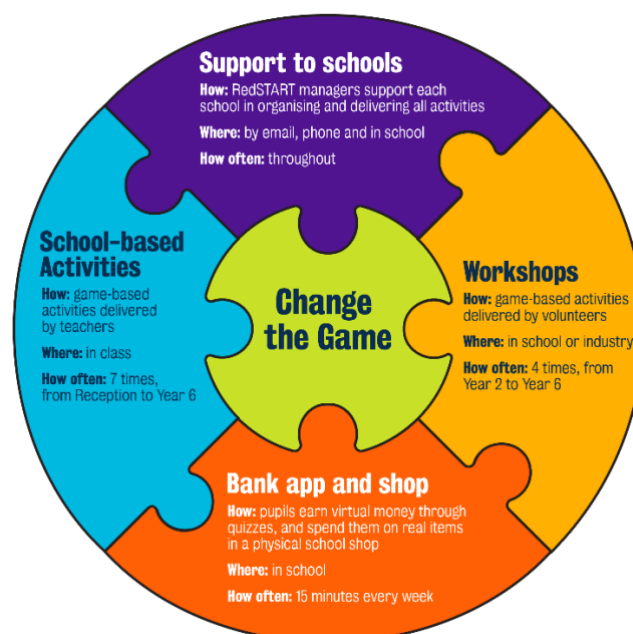 Support to schools
How: RedSTART managers support each
school in organising and delivering all activities
Where: by email, phone and in school
How often: throughout
School-based
Activities
How: game-based
activities delivered
by teachers
Where: in class
How often: 7 times,
from Reception to Year 6
Change
the Game
Workshops
How: game-based activities
delivered by volunteers
Where: in school or industry
How often: 4 times, from
Year 2 to Year 6
Bank app and shop
How: pupils earn virtual money through
quizzes, and spend them on real items
in a physical school shop
Where: in school
How often: 15 minutes every week